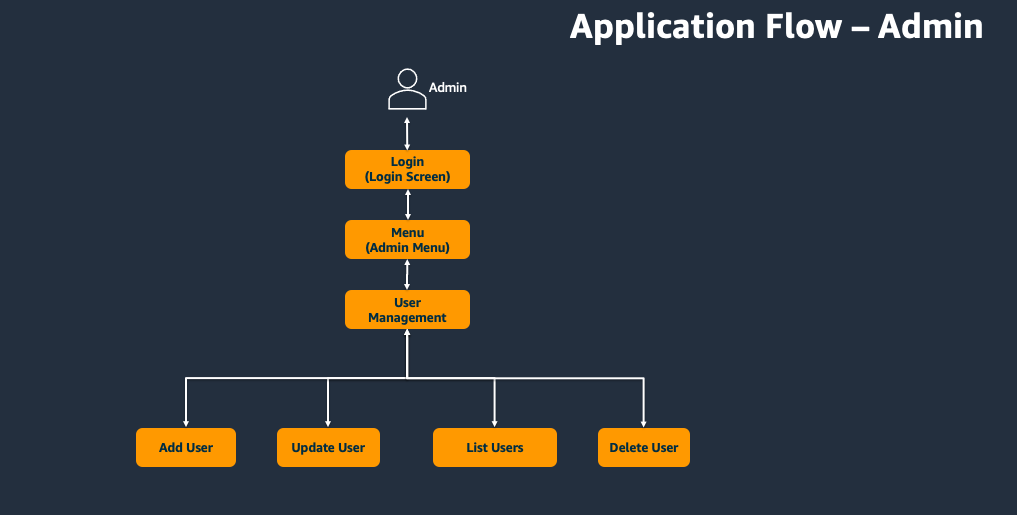 Application Flow – Admin
Admin
Login
(Login Screen)
Menu
(Admin Menu)
User
Management
Add User
Update User
List Users
Delete User